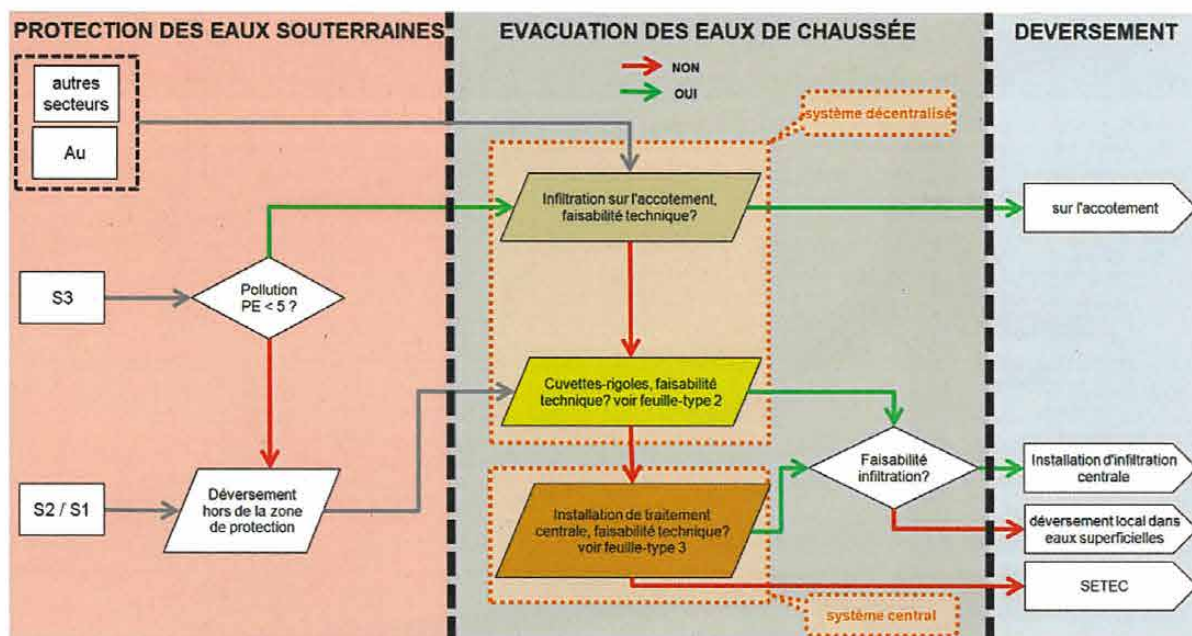 PROTECTION DES EAUX SOUTERRAINES
EVACUATION DES EAUX DE CHAUSSÉE
DEVERSEMENT
autres
secteurs
Au
NON
OUI
système décentralisé
Infiltration sur l'accotement,
faisabilité technique?
sur l'accotement
S3
Pollution
PE < 5 ?
Cuvettes-rigoles, faisabilité
technique? voir feuille-type 2
Faisabilité
infiltration?
Installation d'infiltration
centrale
S2 / S1
Déversement
hors de la zone
de protection
Installation de traitement
centrale, faisabilité technique?
voir feuille-type 3
déversement local dans
eaux superficielles
SETEC
système central